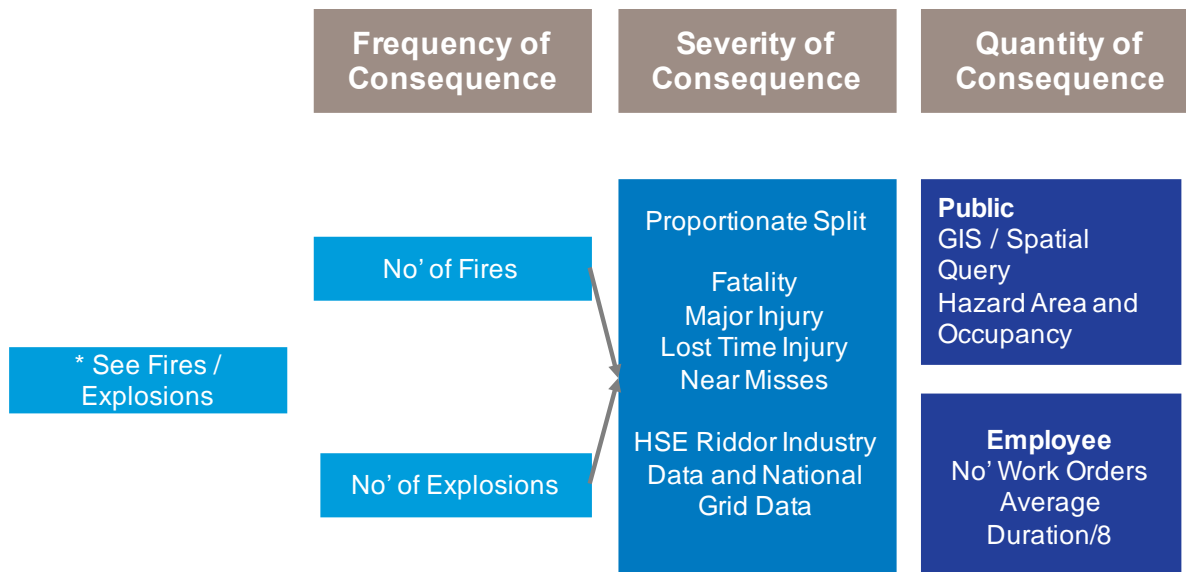 Frequency of
Consequence
Severity of
Consequence
Quantity of
Consequence
* See Fires /
Explosions
No’ of Fires
No’ of Explosions
Proportionate Split
Fatality
Major Injury
Lost Time Injury
Near Misses
HSE Riddor Industry
Data and National
Grid Data
Public
GIS / Spatial
Query
Hazard Area and
Occupancy
Employee
No’ Work Orders
Average
Duration/8